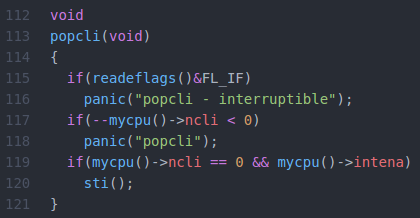 112 void
113 popcli(void)
114 {
115   if(readeflags()&FL_IF)
116     panic("popcli - interruptible");
117   if(--mycpu()->ncli < 0)
118     panic("popcli");
119   if(mycpu()->ncli == 0 && mycpu()->intena)
120     sti();
121 }